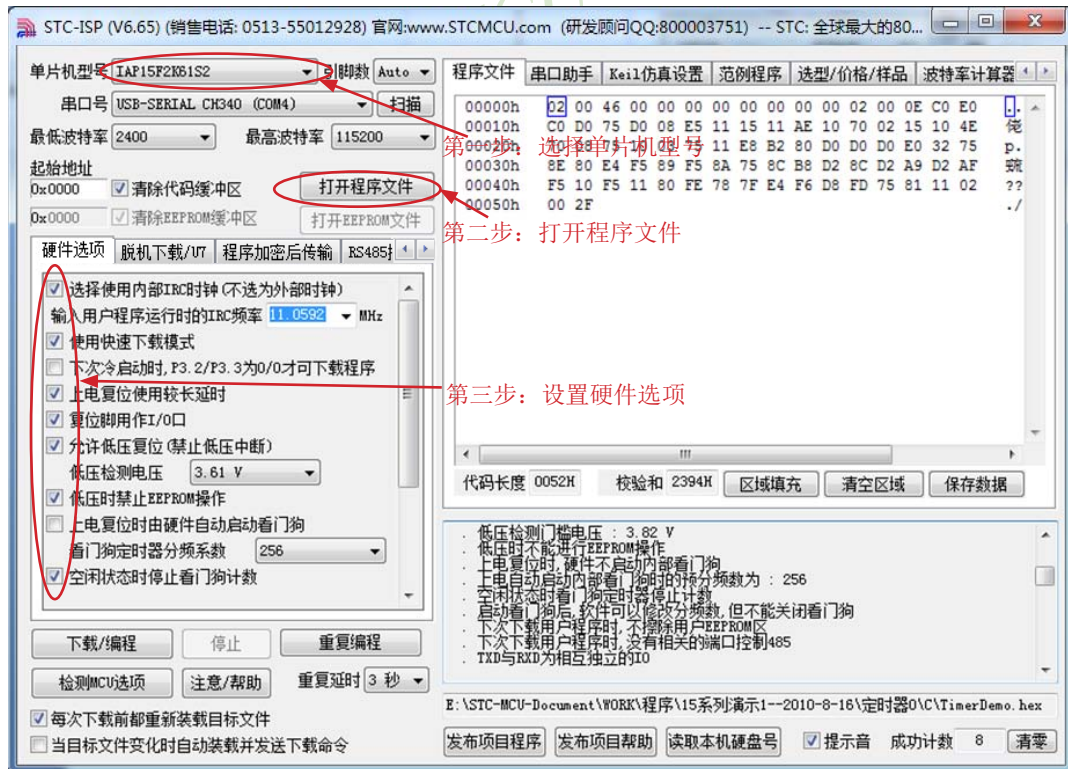 STC-ISP (V6.65) (销售电话: 0513-55012928) 官网:www.STCMCU.com (研发顾问QQ:800003751) -- STC: 全球最大的80...
单片机型号 IAP15F2K61S2 引脚数 Auto
串口号 USB-SERIAL CH340 (COM4) 扫描
最低波特率 2400 最高波特率 115200
起始地址
0x0000 清除代码缓冲区 打开程序文件
0x0000 清除EEPROM缓冲区 打开EEPROM文件
硬件选项 脱机下载/U7 程序加密后传输 RS485
选择使用内部IRC时钟(不选为外部时钟)
输入用户程序运行时的IRC频率 11.0592 MHz
使用快速下载模式
下次冷启动时,P3.2/P3.3为0/0才可下载程序
上电复位使用较长延时
复位脚用作I/O口
允许低压复位(禁止低压中断)
低压检测电压 3.61 V
低压时禁止EEPROM操作
上电复位时由硬件自动启动看门狗
看门狗定时器分频系数 256
空闲状态时停止看门狗计数
下载/编程 停止 重复编程
检测MCU选项 注意/帮助 重复延时 3 秒
每次下载前都重新装载目标文件
当目标文件变化时自动装载并发送下载命令
程序文件 串口助手 Keil仿真设置 范例程序 选型/价格/样品 波特率计算器
00000h 02 00 46 00 00 00 00 00 00 00 00 02 00 0E C0 E0 ..
00010h C0 D0 75 D0 08 E5 11 15 11 AE 10 70 02 15 10 4E
00020h 11 E8 B2 80 D0 D0 D0 E0 32 75 p.
00030h 8E 80 E4 F5 89 F5 8A 75 8C B8 D2 8C D2 A9 D2 AF
00040h F5 10 F5 11 80 FE 78 7F E4 F6 D8 FD 75 81 11 02 ??
00050h 00 2F ./
第一步：选择单片机型号
第二步：打开程序文件
第三步：设置硬件选项
代码长度 0052H 校验和 2394H 区域填充 清空区域 保存数据
. 低压检测门槛电压 : 3.82 V
. 低压时不能进行EEPROM操作
. 上电复位时,硬件不启动内部看门狗
. 上电自动启动内部看门狗时的预分频数为 : 256
. 空闲状态时看门狗定时器停止计数
. 启动看门狗后,软件可以修改分频数,但不能关闭看门狗
. 下次下载用户程序时,不擦除用户EEPROM区
. 下次下载用户程序时,没有相关的端口控制485
. TXD与RXD为相互独立的IO
E:\STC-MCU-Document\WORK\程序\15系列演示1--2010-8-16\定时器0\C\TimerDemo.hex
发布项目程序 发布项目帮助 读取本机硬盘号 提示音 成功计数 8 清零